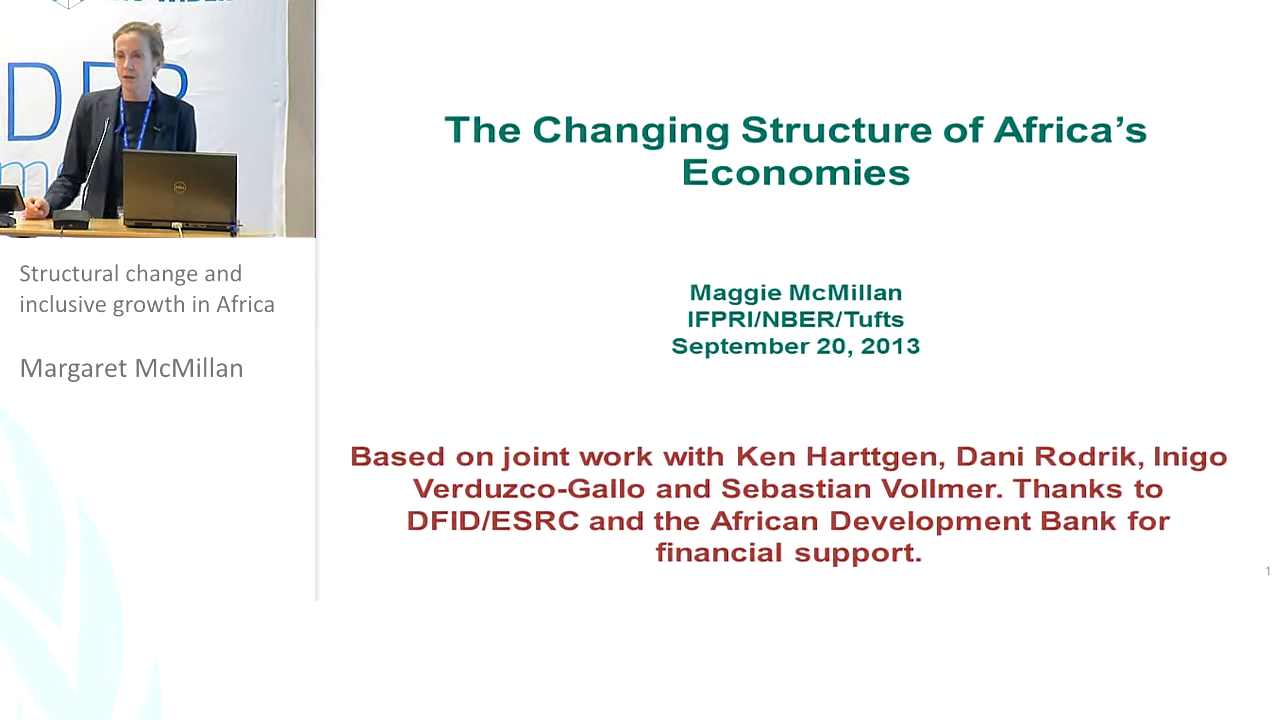 DELL
Structural change and
inclusive growth in Africa
Margaret McMillan
The Changing Structure of Africa’s
Economies
Maggie McMillan
IFPRI/NBER/Tufts
September 20, 2013
Based on joint work with Ken Harttgen, Dani Rodrik, Inigo
Verduzco-Gallo and Sebastian Vollmer. Thanks to
DFID/ESRC and the African Development Bank for
financial support.
1